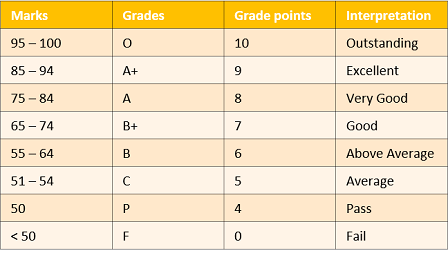 Marks Grades Grade points Interpretation
95 – 100 O 10 Outstanding
85 – 94 A+ 9 Excellent
75 – 84 A 8 Very Good
65 – 74 B+ 7 Good
55 – 64 B 6 Above Average
51 – 54 C 5 Average
50 P 4 Pass
< 50 F 0 Fail